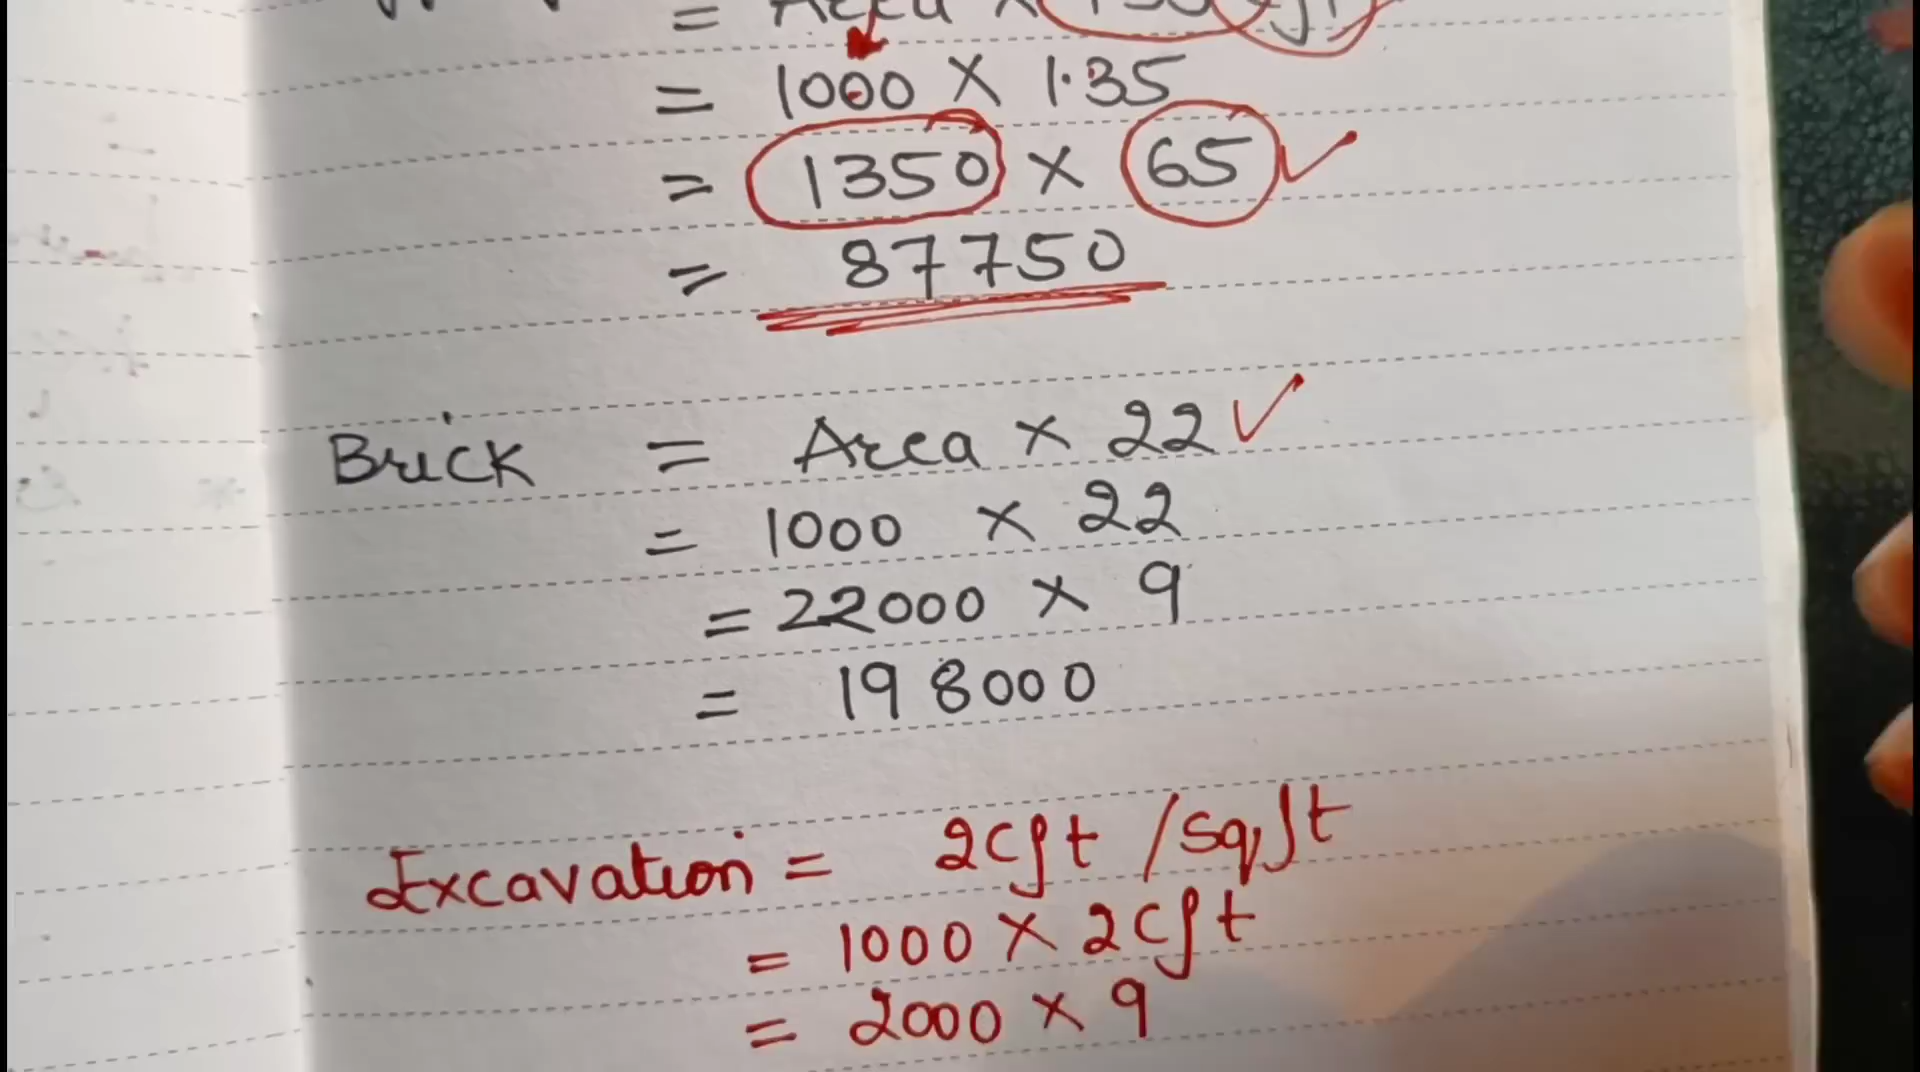 = Area X
= 1000 X 1.35
= 1350 X 65 ✓
= 87750
Brick = Area X 22 ✓
= 1000 X 22
= 22000 X 9
= 198000
Excavation = 2cft /sqft
= 1000 X 2cft
= 2000 X 9